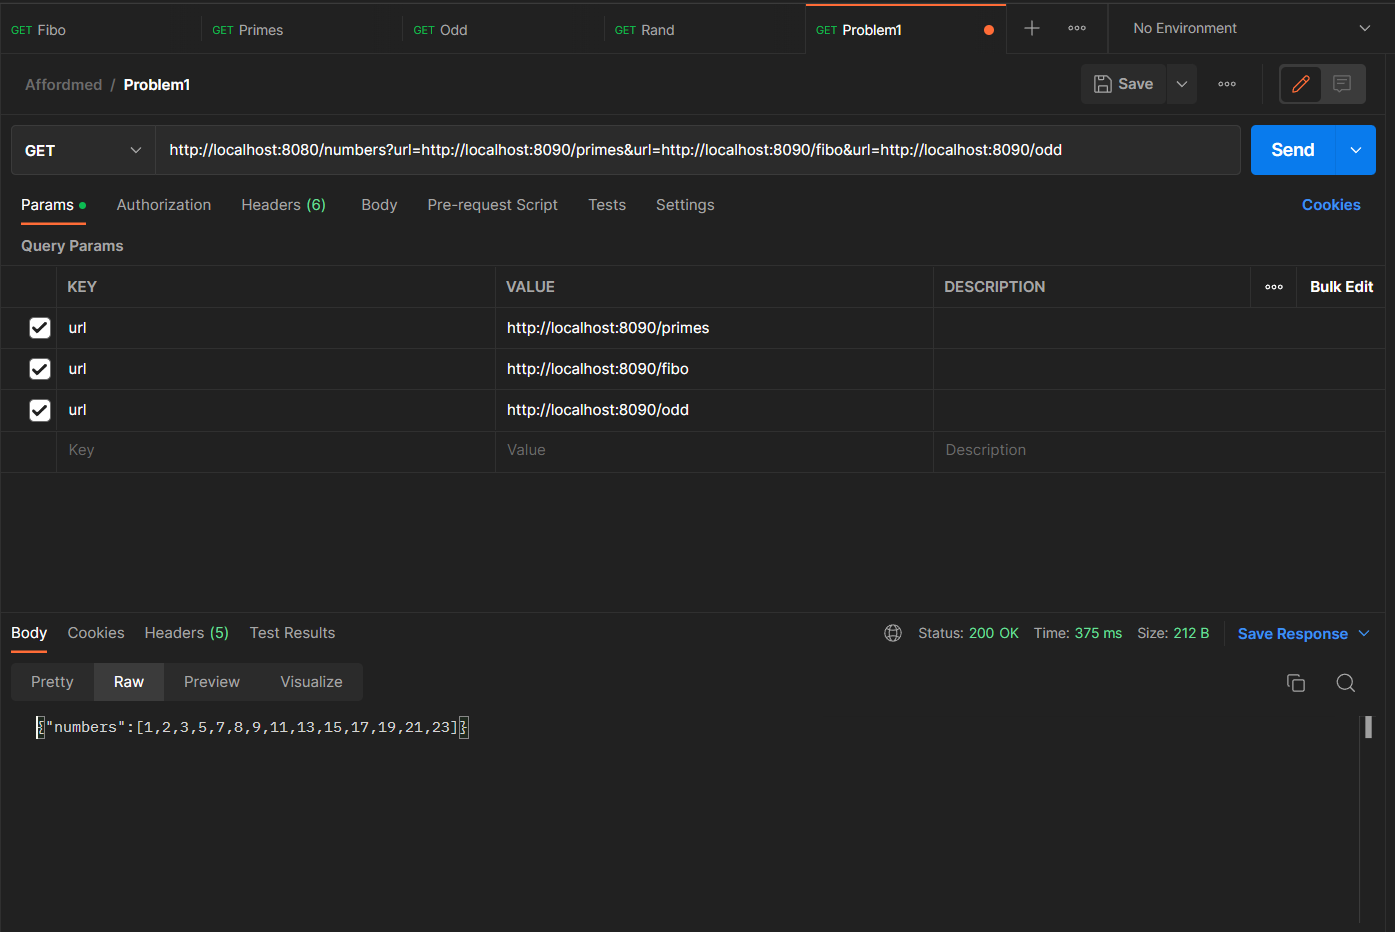 GET Fibo GET Primes GET Odd GET Rand GET Problem1 No Environment
Affordmed / Problem1 Save
GET http://localhost:8080/numbers?url=http://localhost:8090/primes&url=http://localhost:8090/fibo&url=http://localhost:8090/odd Send
Params Authorization Headers (6) Body Pre-request Script Tests Settings Cookies
Query Params
KEY VALUE DESCRIPTION Bulk Edit
url http://localhost:8090/primes
url http://localhost:8090/fibo
url http://localhost:8090/odd
Key Value Description
Body Cookies Headers (5) Test Results Status: 200 OK Time: 375 ms Size: 212 B Save Response
Pretty Raw Preview Visualize
{"numbers":[1,2,3,5,7,8,9,11,13,15,17,19,21,23]}